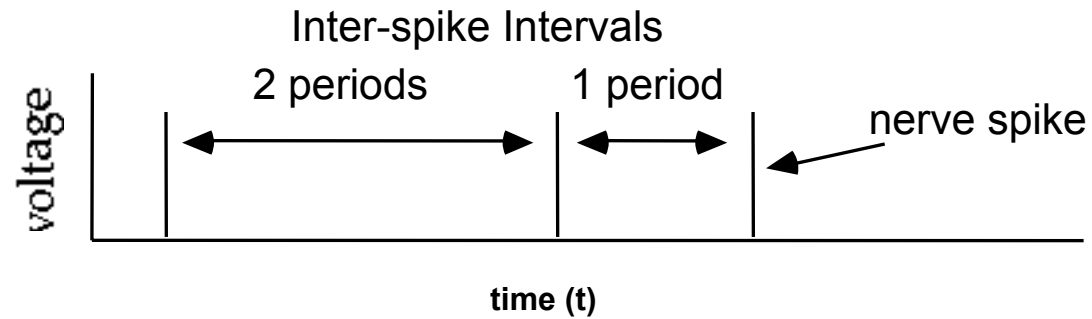 Inter-spike Intervals
2 periods
1 period
nerve spike
voltage
time (t)